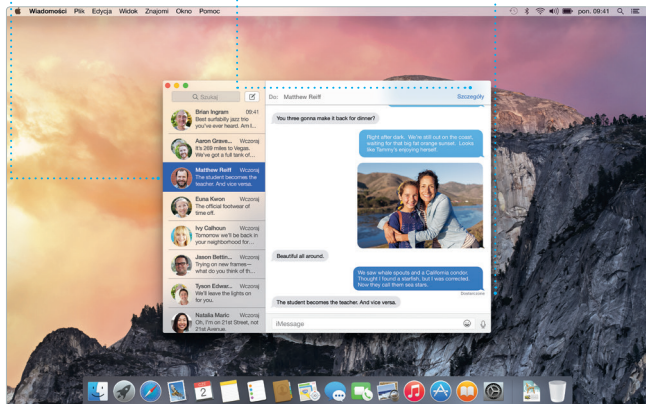 Wiadomości Plik Edycja Widok Znajomi Okno Pomoc pon. 09:41
Szukaj
Brian Ingram 09:41
Best surfabilly jazz trio
you've ever heard. Am I...
Aaron Grave... Wczoraj
It's 269 miles to Vegas.
We've got a full tank of...
Matthew Reiff Wczoraj
The student becomes the
teacher. And vice versa.
Euna Kwon Wczoraj
The official footwear of
time off.
Ivy Calhoun Wczoraj
Tomorrow we'll be back in
your neighborhood for...
Jason Bettin... Wczoraj
Trying on new frames—
what do you think of th...
Tyson Edwar... Wczoraj
We'll leave the lights on
for you.
Natalia Maric Wczoraj
Oh, I'm on 21st Street, not
21st Avenue.
Do: Matthew Reiff Szczegóły
You three gonna make it back for dinner?
Right after dark. We're still out on the coast,
waiting for that big fat orange sunset. Looks
like Tammy's enjoying herself.
Beautiful all around.
We saw whale spouts and a California condor.
Thought I found a starfish, but I was corrected.
Now they call them sea stars.
The student becomes the teacher. And vice versa.
iMessage
2